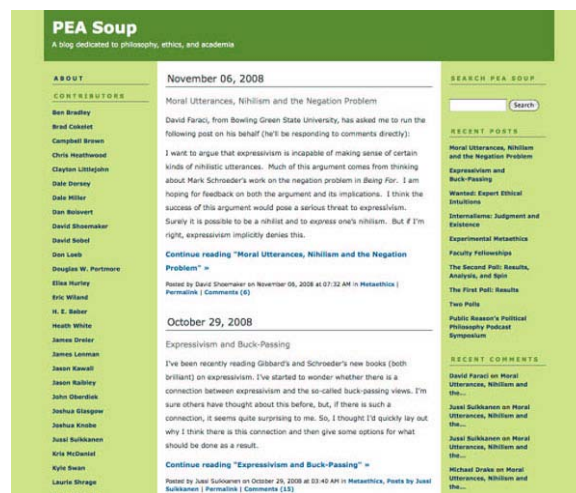 PEA Soup
A blog dedicated to philosophy, ethics, and academia
ABOUT
CONTRIBUTORS
Ben Bradley
Brad Cokelet
Campbell Brown
Chris Heathwood
Clayton Littlejohn
Dale Dorsey
Dale Miller
Dan Boisvert
David Shoemaker
David Sobel
Don Loeb
Douglas W. Portmore
Elisa Hurley
Eric Wiland
H. E. Baber
Heath White
James Dreier
James Lenman
Jason Kawall
Jason Raibley
John Oberdiek
Joshua Glasgow
Joshua Knobe
Jussi Suikkanen
Kris McDaniel
Kyle Swan
Laurie Shrage
November 06, 2008
Moral Utterances, Nihilism and the Negation Problem
David Faraci, from Bowling Green State University, has asked me to run the
following post on his behalf (he'll be responding to comments directly):
I want to argue that expressivism is incapable of making sense of certain
kinds of nihilistic utterances. Much of this argument comes from thinking
about Mark Schroeder's work on the negation problem in Being For. I am
hoping for feedback on both the argument and its implications. I think the
success of this argument would pose a serious threat to expressivism.
Surely it is possible to be a nihilist and to express one's nihilism. But if I'm
right, expressivism implicitly denies this.
Continue reading "Moral Utterances, Nihilism and the Negation
Problem" »
Posted by David Shoemaker on November 06, 2008 at 07:32 AM in Metaethics |
Permalink | Comments (6)
October 29, 2008
Expressivism and Buck-Passing
I've been recently reading Gibbard's and Schroeder's new books (both
brilliant) on expressivism. I've started to wonder whether there is a
connection between expressivism and the so-called buck-passing views. I'm
sure others have thought about this before, but, if there is such a
connection, it seems quite surprising to me. So, I thought I'd quickly lay out
why I think there is this connection and then give some options for what
should be done as a result.
Continue reading "Expressivism and Buck-Passing" »
Posted by Jussi Suikkanen on October 29, 2008 at 03:40 AM in Metaethics, Posts by Jussi
Suikkanen | Permalink | Comments (15)
SEARCH PEA SOUP
Search
RECENT POSTS
Moral Utterances, Nihilism
and the Negation Problem
Expressivism and
Buck-Passing
Wanted: Expert Ethical
Intuitions
Internalisms: Judgment and
Existence
Experimental Metaethics
Faculty Fellowships
The Second Poll: Results,
Analysis, and Spin
The First Poll: Results
Two Polls
Public Reason's Political
Philosophy Podcast
Symposium
RECENT COMMENTS
David Faraci on Moral
Utterances, Nihilism and
the...
Jussi Suikkanen on Moral
Utterances, Nihilism and
the...
Jussi Suikkanen on Moral
Utterances, Nihilism and
the...
Michael Drake on Moral
Utterances, Nihilism and
the...